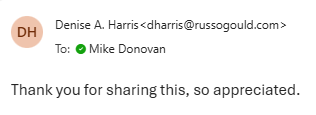 DH
Denise A. Harris<dharris@russogould.com>
To: Mike Donovan
Thank you for sharing this, so appreciated.